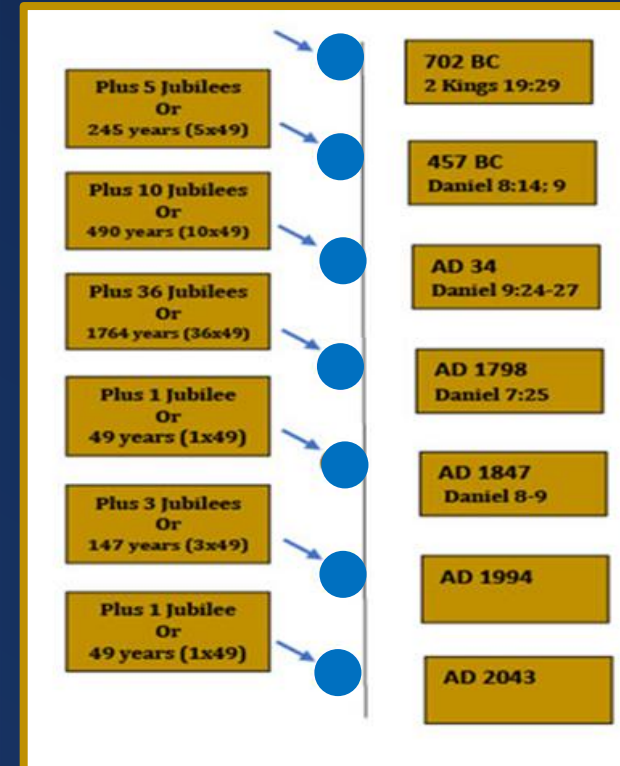 702 BC
2 Kings 19:29
Plus 5 Jubilees
Or
245 years (5x49)
457 BC
Daniel 8:14; 9
Plus 10 Jubilees
Or
490 years (10x49)
AD 34
Daniel 9:24-27
Plus 36 Jubilees
Or
1764 years (36x49)
AD 1798
Daniel 7:25
Plus 1 Jubilee
Or
49 years (1x49)
AD 1847
Daniel 8-9
Plus 3 Jubilees
Or
147 years (3x49)
AD 1994
Plus 1 Jubilee
Or
49 years (1x49)
AD 2043